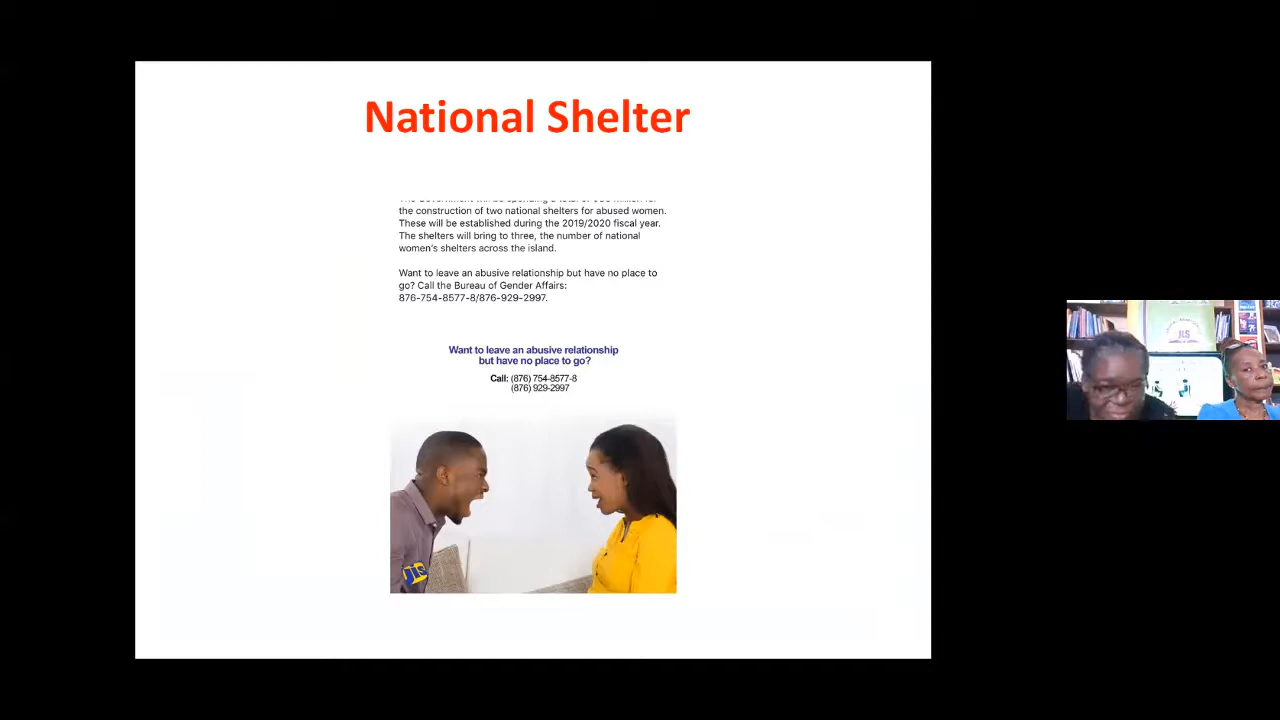 National Shelter
the construction of two national shelters for abused women.
These will be established during the 2019/2020 fiscal year.
The shelters will bring to three, the number of national
women's shelters across the island.
Want to leave an abusive relationship but have no place to
go? Call the Bureau of Gender Affairs:
876-754-8577-8/876-929-2997.
Want to leave an abusive relationship
but have no place to go?
Call: (876) 754-8577-8
(876) 929-2997
JIS
JLS